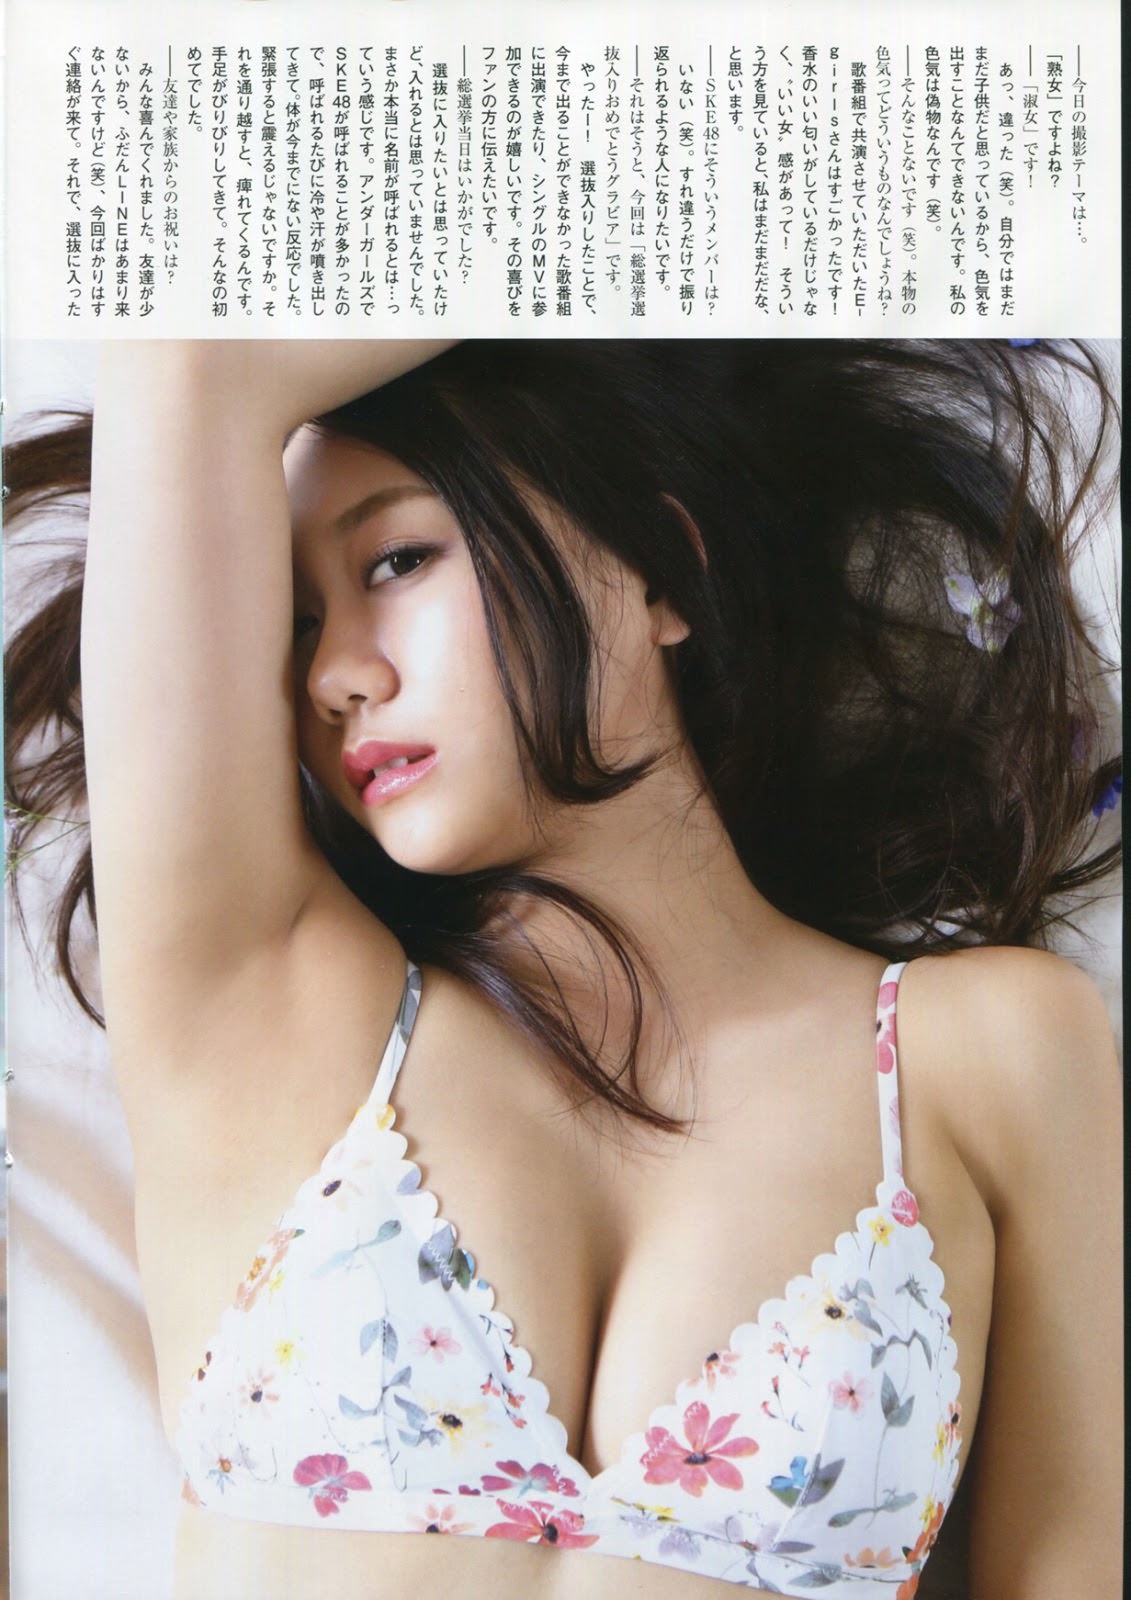 ――今日の撮影テーマは…。
「熟女」ですよね？
――「淑女」です！
あっ、違った（笑）。自分ではまだ
まだ子供だと思っているから、色気を
出すことなんてできないんです。私の
色気は偽物なんです（笑）。
――そんなことないです（笑）。本物の
色気ってどういうものなんでしょうね？
歌番組で共演させていただいたＥ-
ｇｉｒｌｓさんはすごかったです！
香水のいい匂いがしているだけじゃな
く、〝いい女〟感があって！　そうい
う方を見ていると、私はまだまだだな、
と思います。
――ＳＫＥ48にそういうメンバーは？
いない（笑）。すれ違うだけで振り
返られるような人になりたいです。
――それはそうと、今回は「総選挙選
抜入りおめでとうグラビア」です。
やったー！　選抜入りしたことで、
今まで出ることができなかった歌番組
に出演できたり、シングルのＭＶに参
加できるのが嬉しいです。その喜びを
ファンの方に伝えたいです。
――総選挙当日はいかがでした？
選抜に入りたいとは思っていたけ
ど、入れるとは思っていませんでした。
まさか本当に名前が呼ばれるとは…っ
ていう感じです。アンダーガールズで
ＳＫＥ48が呼ばれることが多かったの
で、呼ばれるたびに冷や汗が噴き出し
てきて。体が今までにない反応でした。
緊張すると震えるじゃないですか。そ
れを通り越すと、痺れてくるんです。
手足がびりびりしてきて。そんなの初
めてでした。
――友達や家族からのお祝いは？
みんな喜んでくれました。友達が少
ないから、ふだんＬＩＮＥはあまり来
ないんですけど（笑）、今回ばかりはす
ぐ連絡が来て。それで、選抜に入った